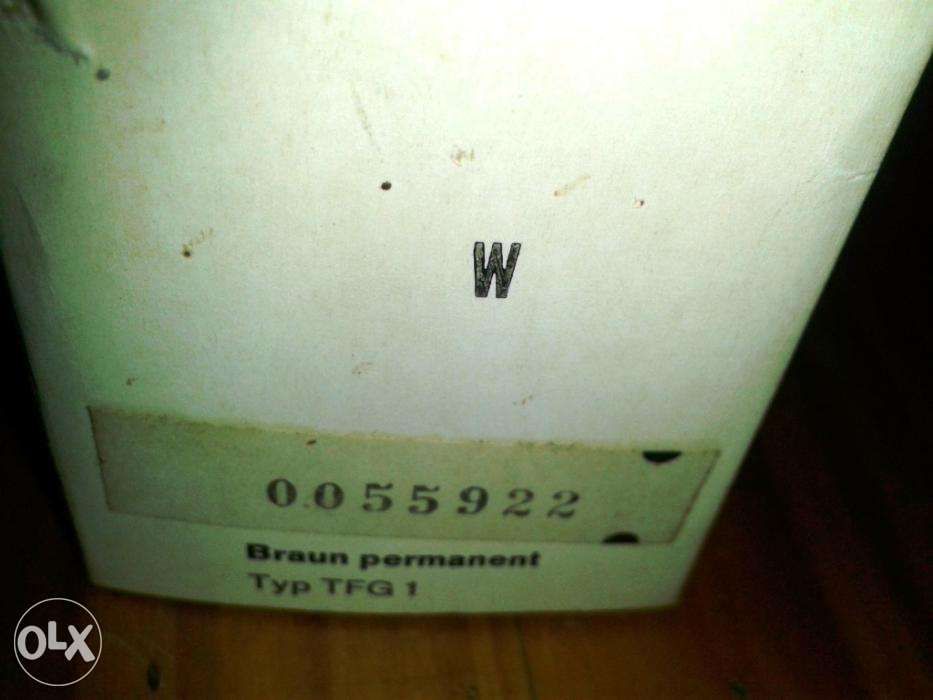 W
0055922
Braun permanent
Typ TFG 1
OLX